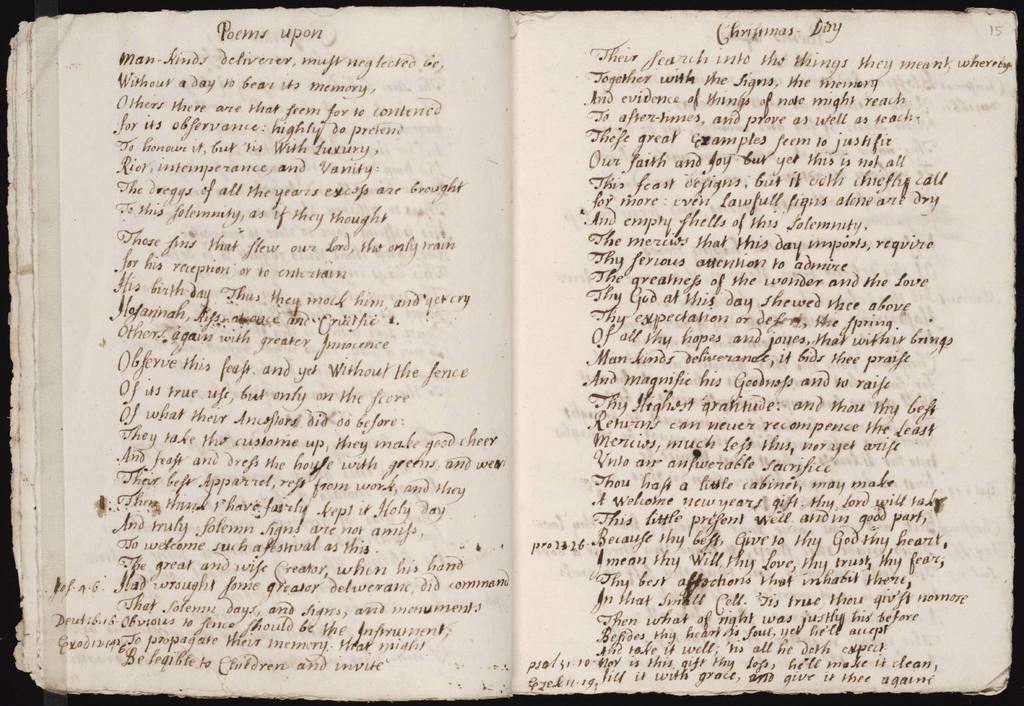 Poems upon
Man-kinds deliverer, must neglected be,
Without a day to bear its memory,
Others there are that seem for to contend
for its observance: highly do pretend
To honour it, but 'tis With Luxury,
Riot, intemperance, and Vanity:
The dreggs of all the years excess are brought
To this solemnity, as if they thought
Those sins that slew our Lord, the only train
for his reception or to entertain
His birth-day. Thus they mock him, and yet cry
Hosannah, kiss and Crucifie
Others again with greater Innocence
Observe this feast, and yet Without the sence
Of its true use, but only on the score
Of what their Ancestors did do before:
They take the custome up, they make good cheer
And frost and dress the house with greens, and wear
Their best Apparrel, rest from work, and they
Then think t'have fairly kept it Holy day
And truly solemn signs are not amiss,
To welcome such a festival as this.
The great and wise Creator, when his hand
Jos. 4.6. Had wrought some greater deliverance, did command
That solemn days, and signs, and monuments
Deut 16.16 Obvious to sence should be the Instrument,
Exod 12.14 To propagate their memory. that might
Be legible to Children and invite
Christmas-Day 15
Their search into the things they meant, whereby
Together with the signs, the memory
And evidence of things of note might reach
To after-times, and prove as well as teach.
These great Examples seem to justifie
Our faith and Joy but yet this is not all
This feast designs, but it doth chiefly call
for more: even Lawfull signs alone are dry
And empty shells of this solemnity.
The mercies that this day imports, require
Thy serious attention to admire
The greatness of the wonder and the love
Thy God at this day shewed thee above
Thy expectation or desert, the spring
Of all thy hopes and joyes, that with it brings
Man-kinds deliverance, it bids thee praise
And magnifie his Goodness and to raise
Thy Highest gratitude: and thou thy best
Returns can never recompence the Least
Mercies, much less this, nor yet arise
Unto an answerable sacrifice
Thou hast a little cabinet, may make
A welcome new years gift. thy Lord will take
This little present well and in good part,
pro 23.26. Because thy best, Give to thy God thy heart,
I mean thy Will, thy Love, thy trust, thy fear,
Thy best affections that inhabit there,
In that small Cell. 'Tis true, thou giv'st no more
Then what of right was justly his before
Besides thy heart is foul, yet he'll accept
And take it well; 'tis all he doth expect
psal 51.10 Nor is this gift thy loss, he'll make it clean,
Ezek 11.19, fill it with grace, and give it thee againe